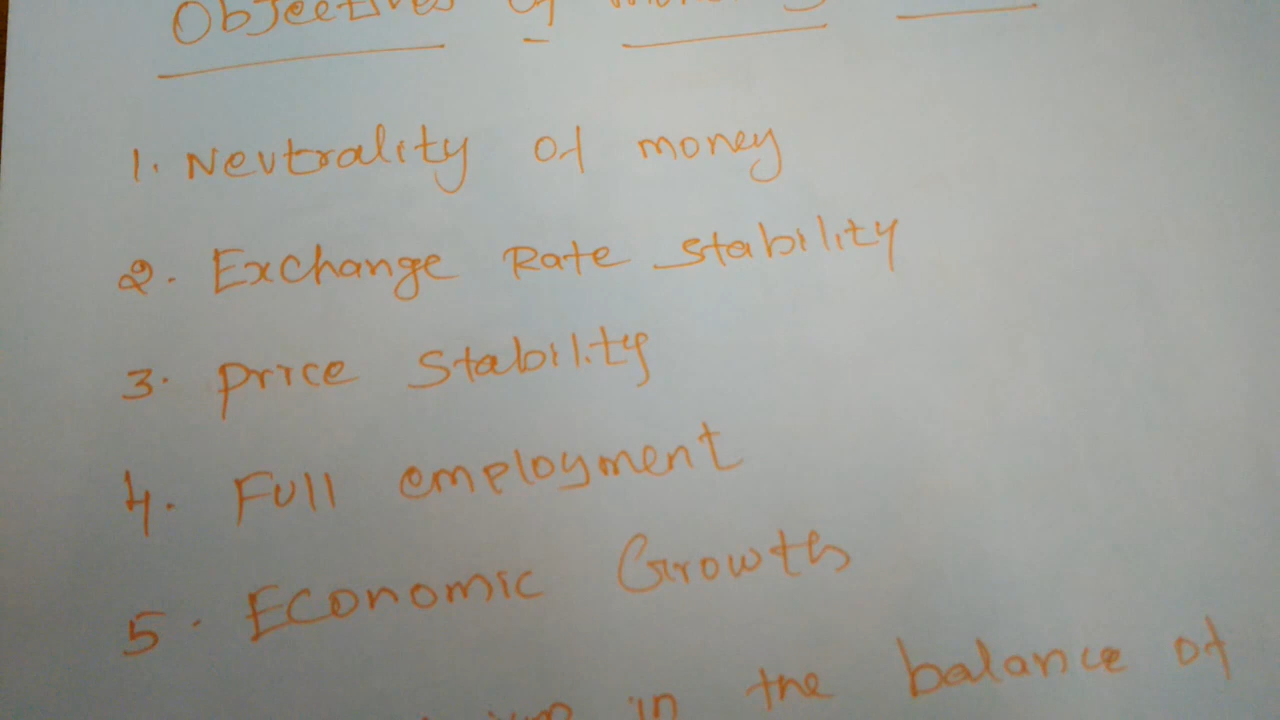 Objectives of
1. Neutrality of money
2. Exchange Rate stability
3. Price Stability
4. Full employment
5. Economic Growth
in the balance of